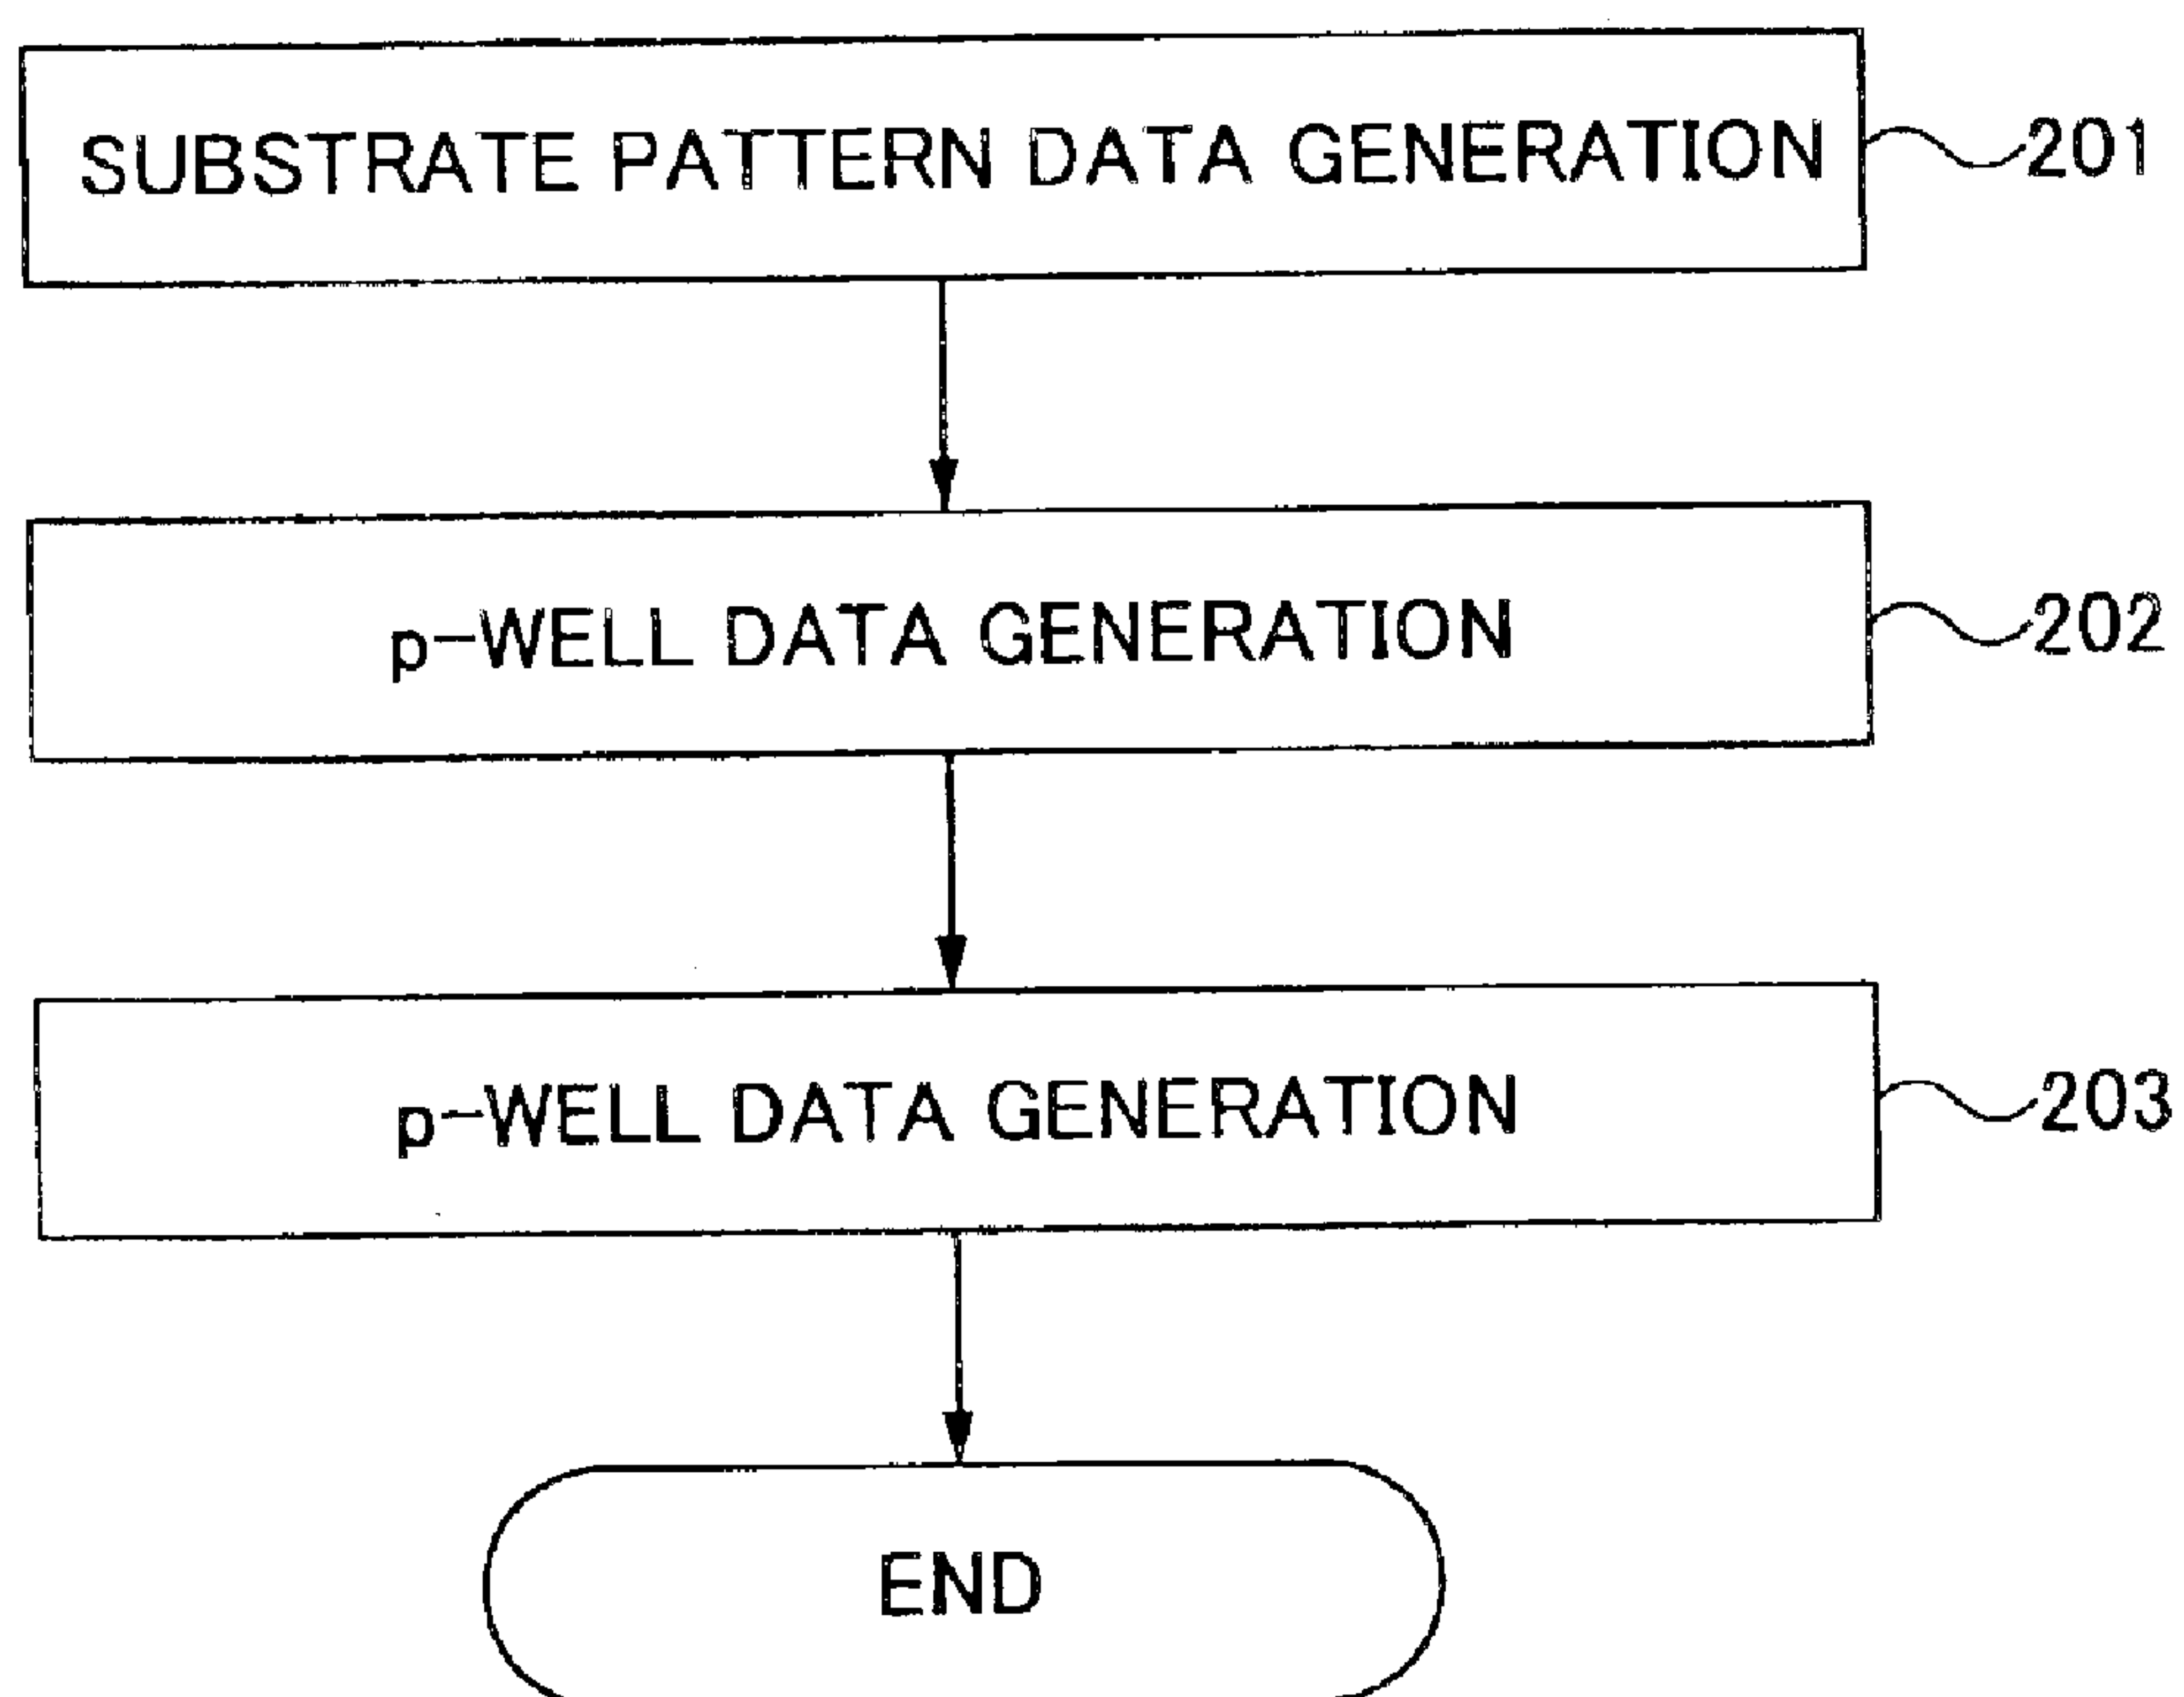 SUBSTRATE PATTERN DATA GENERATION
201
p-WELL DATA GENERATION
202
p-WELL DATA GENERATION
203
END